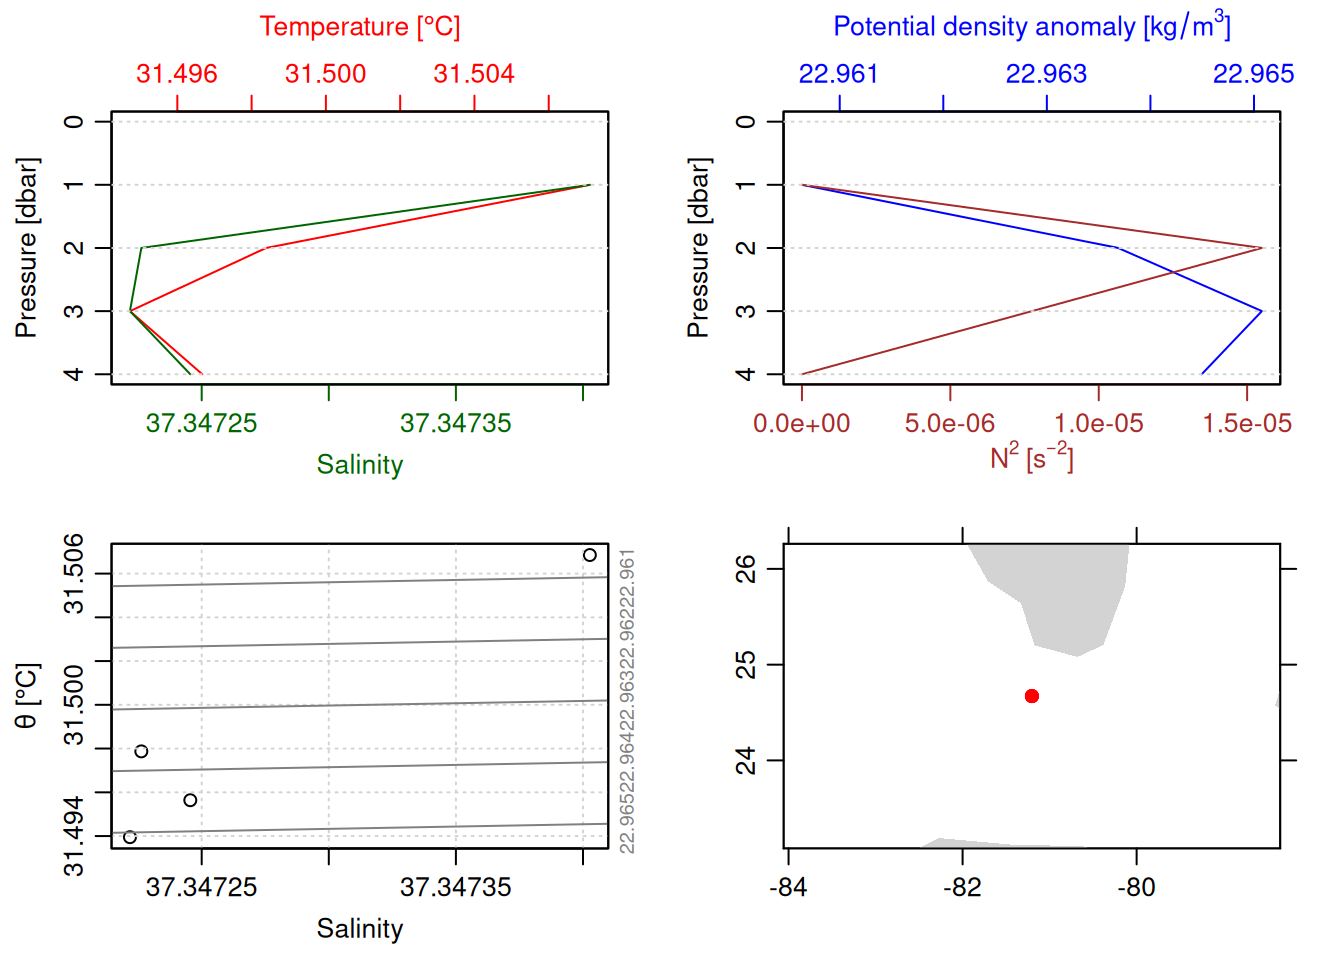 Temperature [°C]
31.496 31.500 31.504
Pressure [dbar]
0
1
2
3
4
37.34725 37.34735
Salinity
Potential density anomaly [kg/m³]
22.961 22.963 22.965
Pressure [dbar]
0
1
2
3
4
0.0e+00 5.0e-06 1.0e-05 1.5e-05
N² [s⁻²]
θ [°C]
31.506
31.500
31.494
22.961
22.962
22.963
22.964
22.965
37.34725 37.34735
Salinity
26
25
24
-84 -82 -80